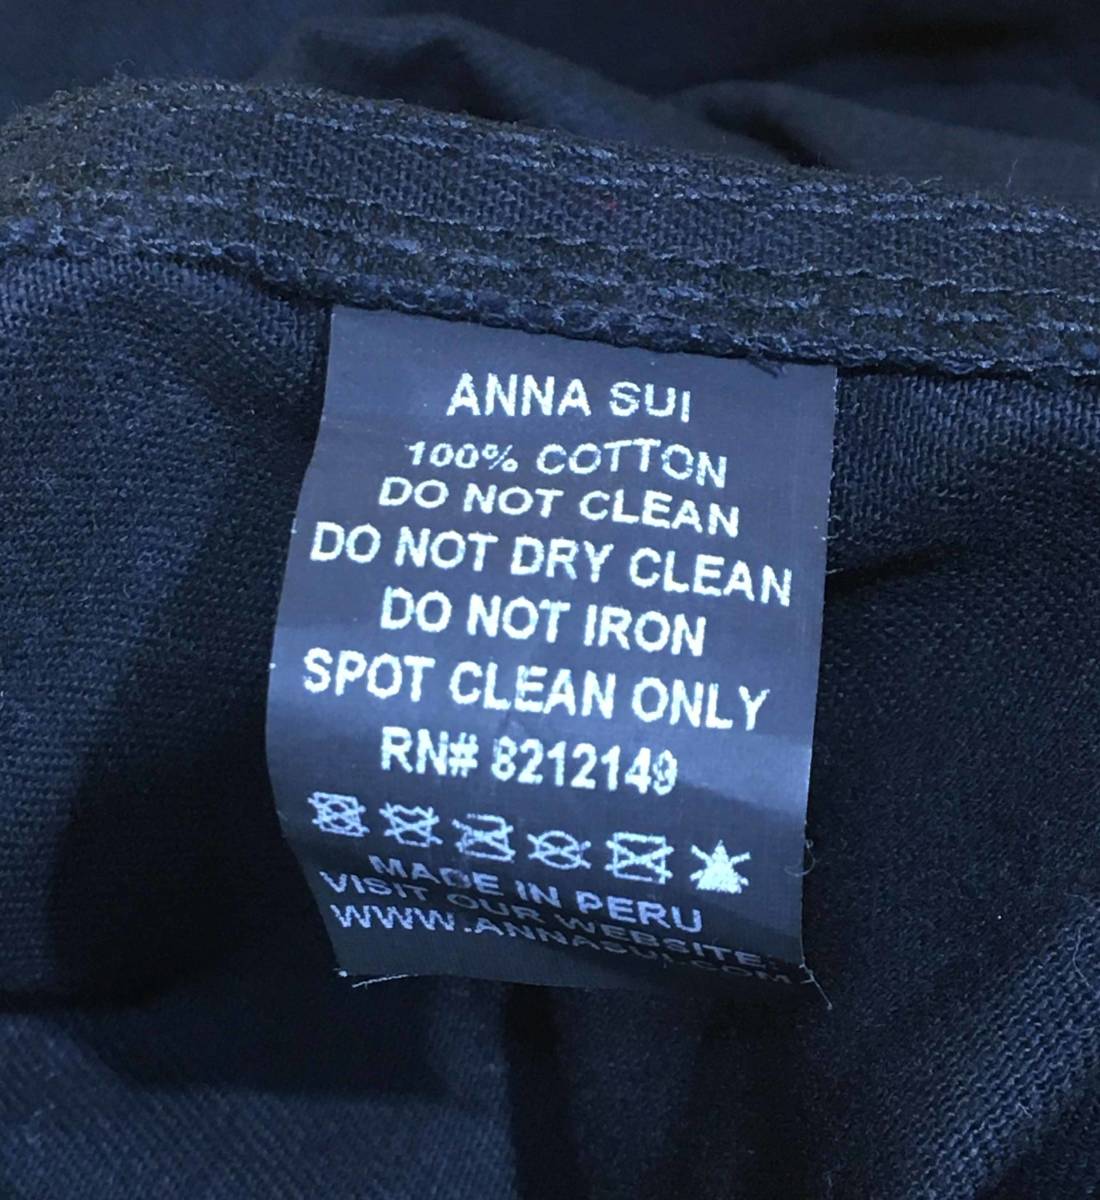 ANNA SUI
100% COTTON
DO NOT CLEAN
DO NOT DRY CLEAN
DO NOT IRON
SPOT CLEAN ONLY
RN# 8212149
MADE IN PERU
VISIT OUR WEBSITE:
WWW.ANNASUI.COM